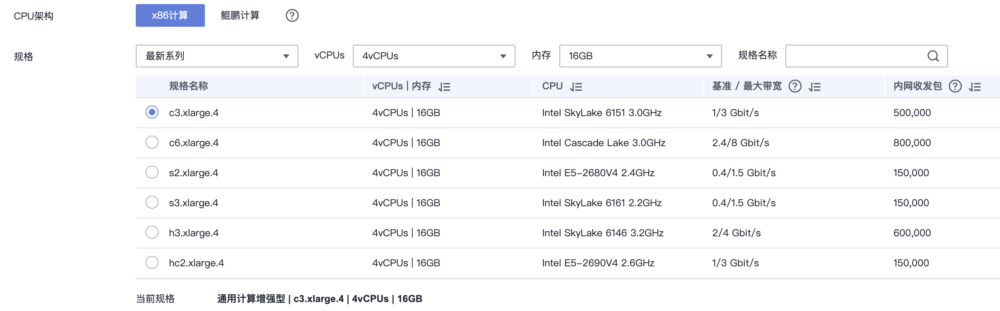 CPU架构 x86计算 鲲鹏计算 ?
规格 最新系列 vCPUs 4vCPUs 内存 16GB 规格名称
规格名称 vCPUs | 内存 CPU 基准 / 最大带宽 ? 内网收发包 ?
c3.xlarge.4 4vCPUs | 16GB Intel SkyLake 6151 3.0GHz 1/3 Gbit/s 500,000
c6.xlarge.4 4vCPUs | 16GB Intel Cascade Lake 3.0GHz 2.4/8 Gbit/s 800,000
s2.xlarge.4 4vCPUs | 16GB Intel E5-2680V4 2.4GHz 0.4/1.5 Gbit/s 150,000
s3.xlarge.4 4vCPUs | 16GB Intel SkyLake 6161 2.2GHz 0.4/1.5 Gbit/s 150,000
h3.xlarge.4 4vCPUs | 16GB Intel SkyLake 6146 3.2GHz 2/4 Gbit/s 600,000
hc2.xlarge.4 4vCPUs | 16GB Intel E5-2690V4 2.6GHz 1/3 Gbit/s 150,000
当前规格 通用计算增强型 | c3.xlarge.4 | 4vCPUs | 16GB